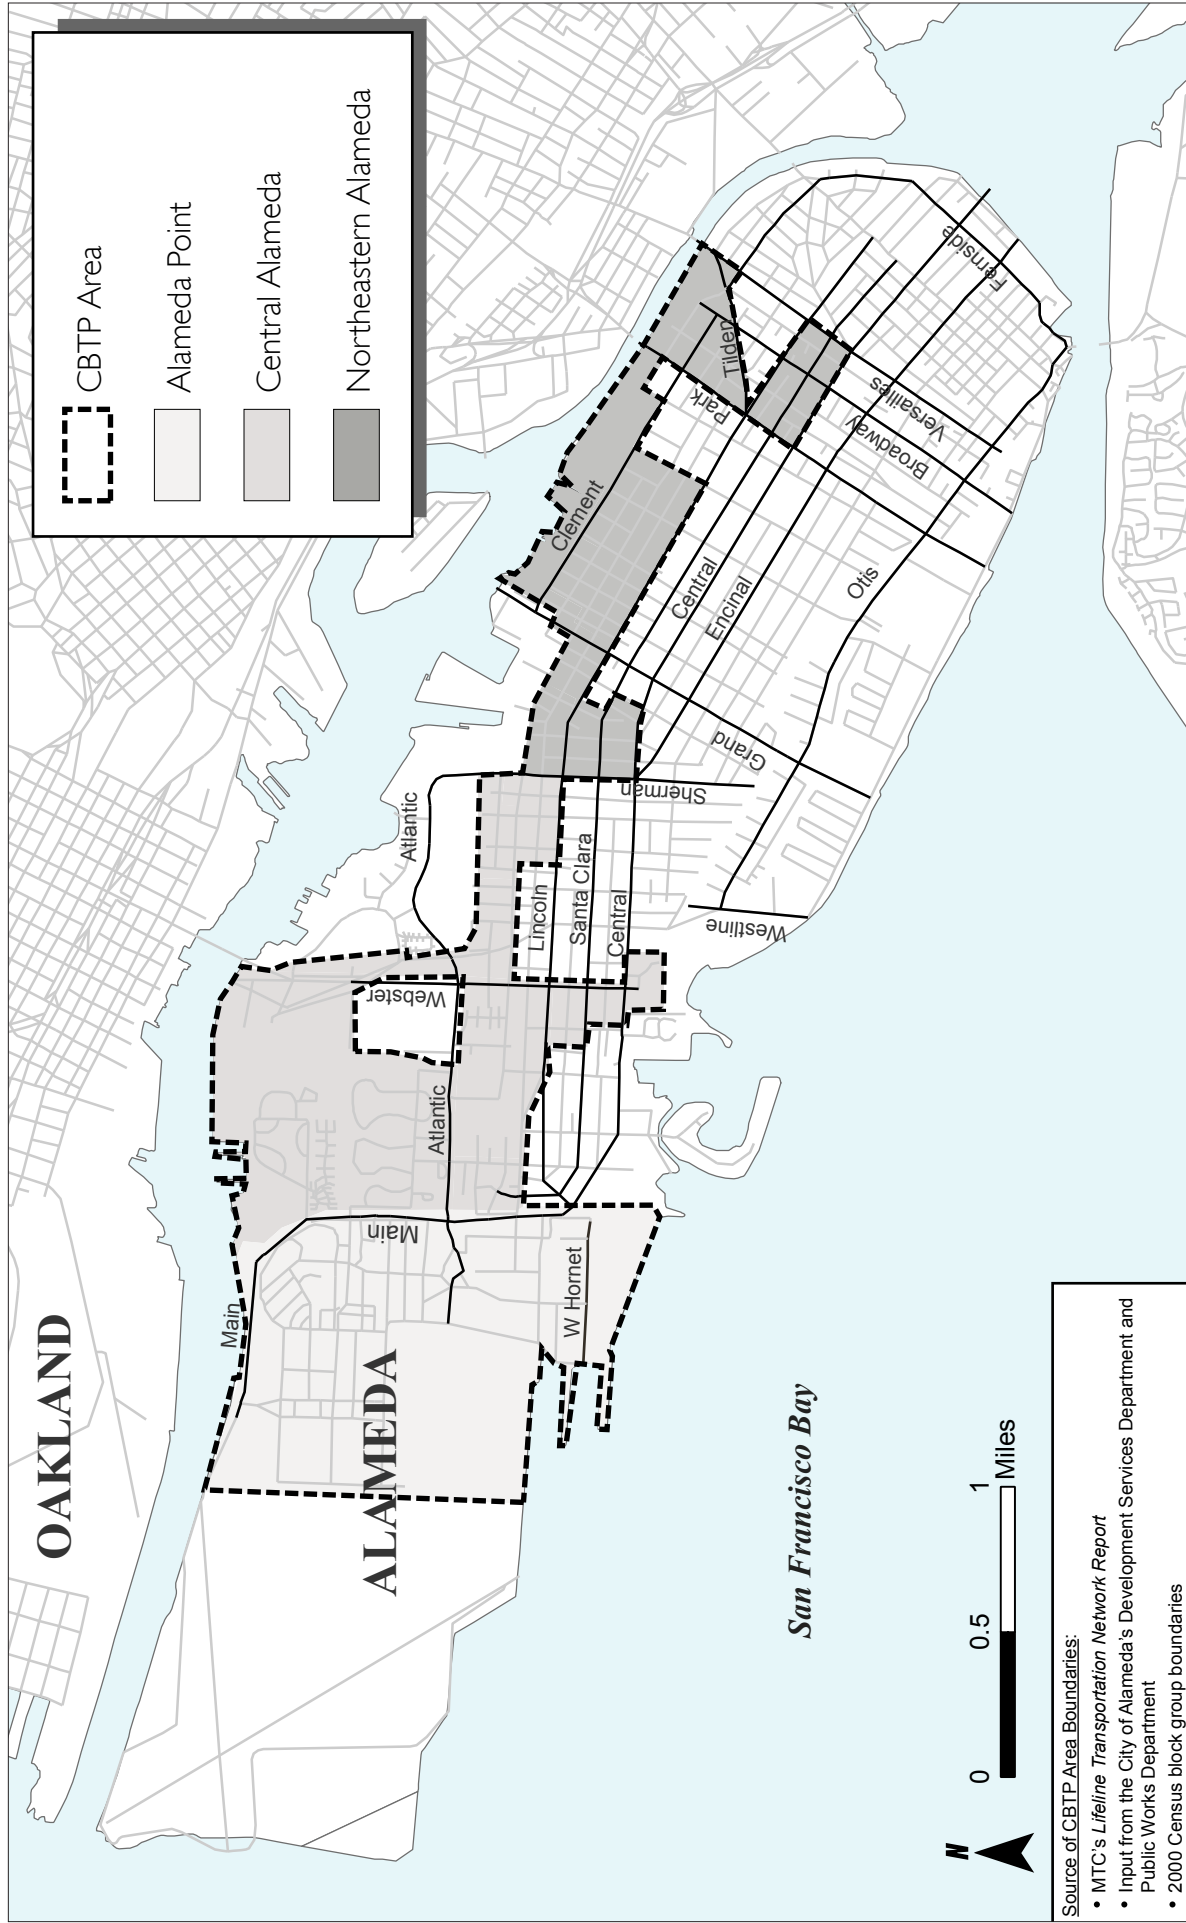 CBTP Area
Alameda Point
Central Alameda
Northeastern Alameda
OAKLAND
ALAMEDA
San Francisco Bay
Main
Main
W Hornet
Atlantic
Webster
Atlantic
Lincoln
Santa Clara
Central
Westline
Sherman
Grand
Clement
Central
Encinal
Otis
Park
Tilden
Broadway
Versailles
Fernside
N
0 0.5 1
Miles
Source of CBTP Area Boundaries:
• MTC's Lifeline Transportation Network Report
• Input from the City of Alameda's Development Services Department and
Public Works Department
• 2000 Census block group boundaries